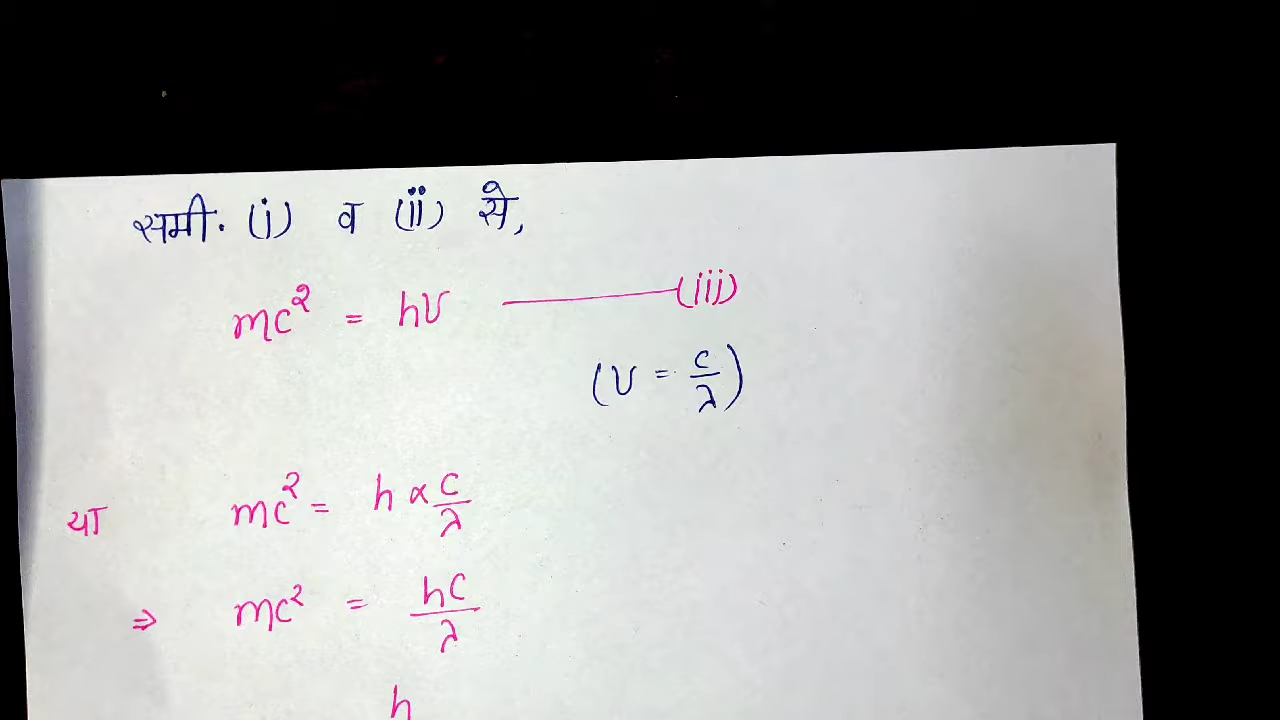 समी. (i) व (ii) से,
mc² = hν ——— (iii)
(ν = c/λ)
या mc² = h × c/λ
⇒ mc² = hc/λ
h